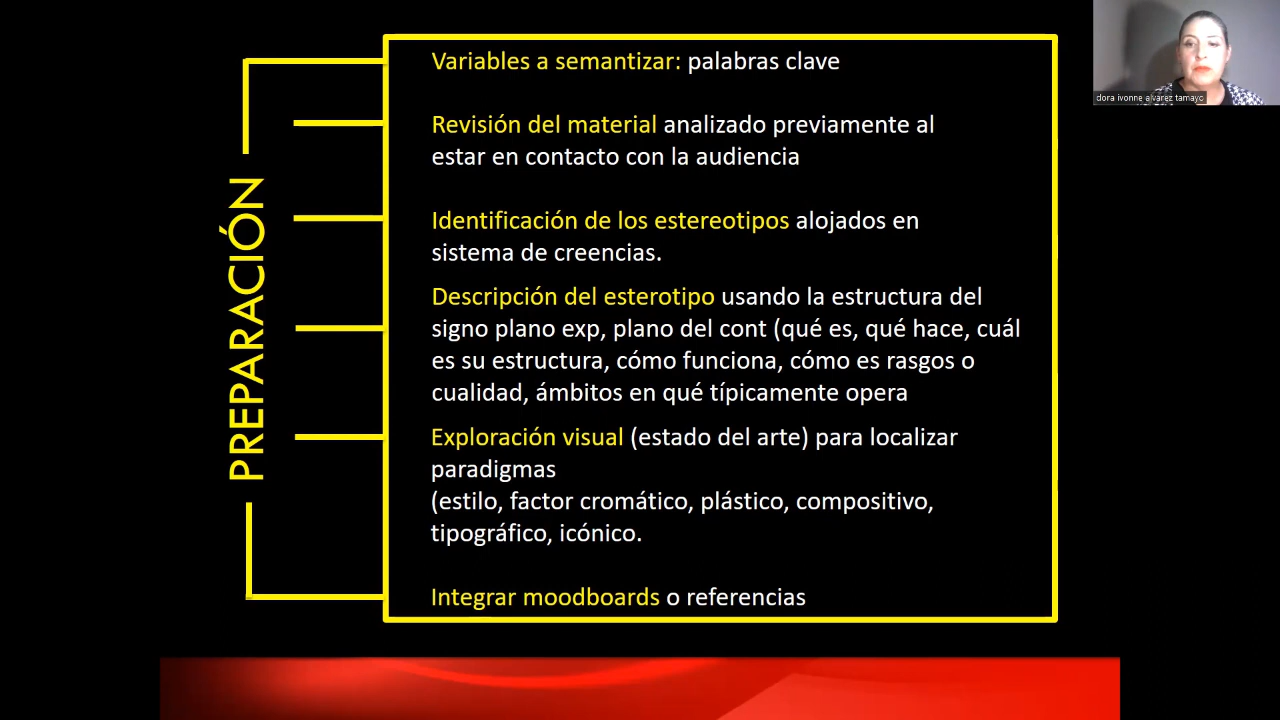 PREPARACIÓN
Variables a semantizar: palabras clave
Revisión del material analizado previamente al
estar en contacto con la audiencia
Identificación de los estereotipos alojados en
sistema de creencias.
Descripción del esterotipo usando la estructura del
signo plano exp, plano del cont (qué es, qué hace, cuál
es su estructura, cómo funciona, cómo es rasgos o
cualidad, ámbitos en qué típicamente opera
Exploración visual (estado del arte) para localizar
paradigmas
(estilo, factor cromático, plástico, compositivo,
tipográfico, icónico.
Integrar moodboards o referencias
dora ivonne alvarez tamayo